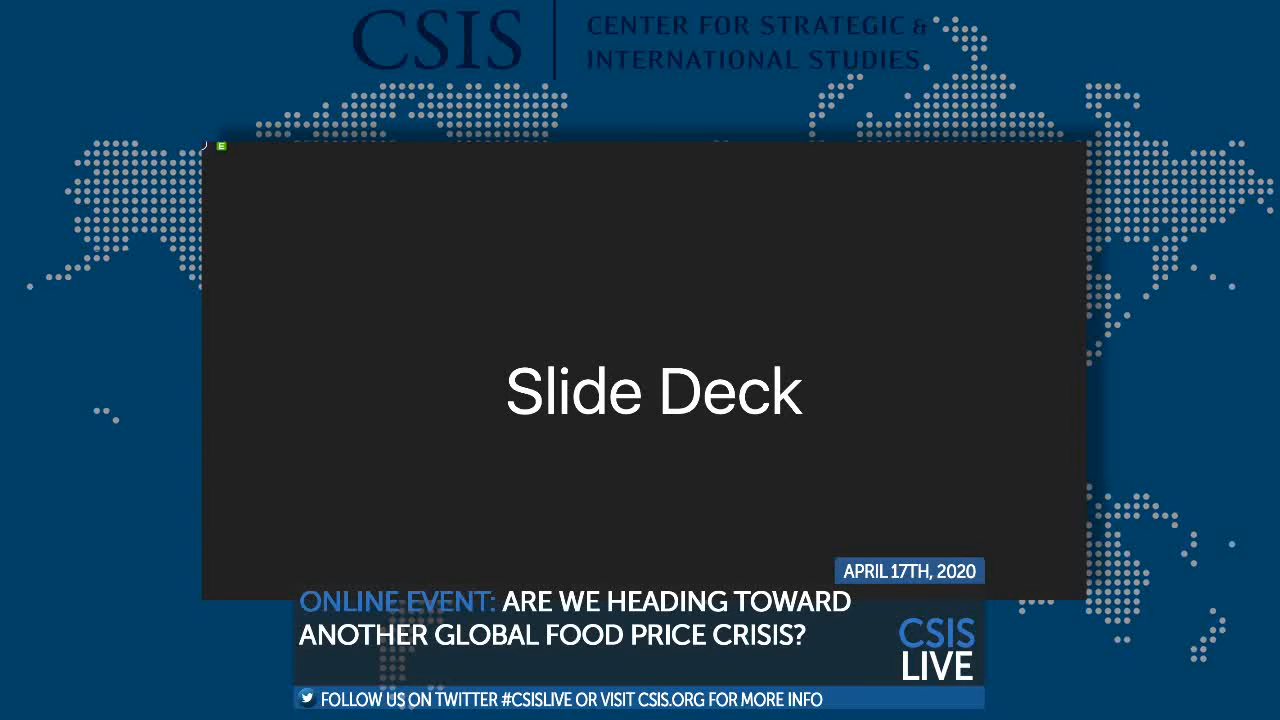 CSIS
CENTER FOR STRATEGIC &
INTERNATIONAL STUDIES
E
Slide Deck
APRIL 17TH, 2020
ONLINE EVENT: ARE WE HEADING TOWARD
ANOTHER GLOBAL FOOD PRICE CRISIS?
CSIS
LIVE
FOLLOW US ON TWITTER #CSISLIVE OR VISIT CSIS.ORG FOR MORE INFO